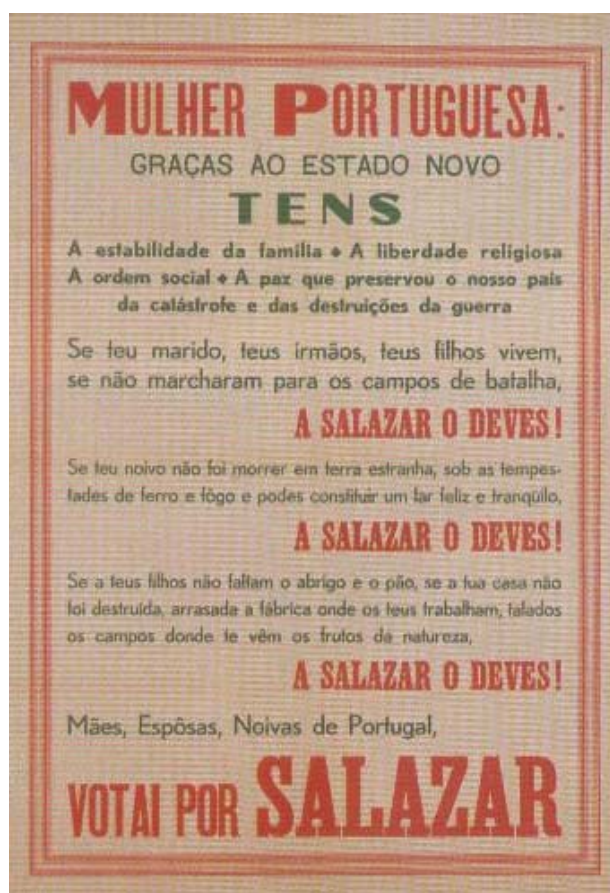 MULHER PORTUGUESA:
GRAÇAS AO ESTADO NOVO
TENS
A estabilidade da família ♦ A liberdade religiosa
A ordem social ♦ A paz que preservou o nosso país
da catástrofe e das destruições da guerra
Se teu marido, teus irmãos, teus filhos vivem,
se não marcharam para os campos de batalha,
A SALAZAR O DEVES!
Se teu noivo não foi morrer em terra estranha, sob as tempes-
tades de ferro e fôgo e podes constituir um lar feliz e tranqüilo,
A SALAZAR O DEVES!
Se a teus filhos não faltam o abrigo e o pão, se a tua casa não
foi destruída, arrasada a fábrica onde os teus trabalham, talados
os campos donde te vêm os frutos da natureza,
A SALAZAR O DEVES!
Mães, Espôsas, Noivas de Portugal,
VOTAI POR SALAZAR